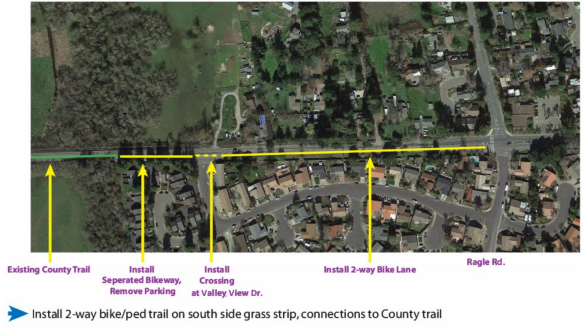 Existing County Trail
Install
Seperated Bikeway,
Remove Parking
Install
Crossing
at Valley View Dr.
Install 2-way Bike Lane
Ragle Rd.
Install 2-way bike/ped trail on south side grass strip, connections to County trail